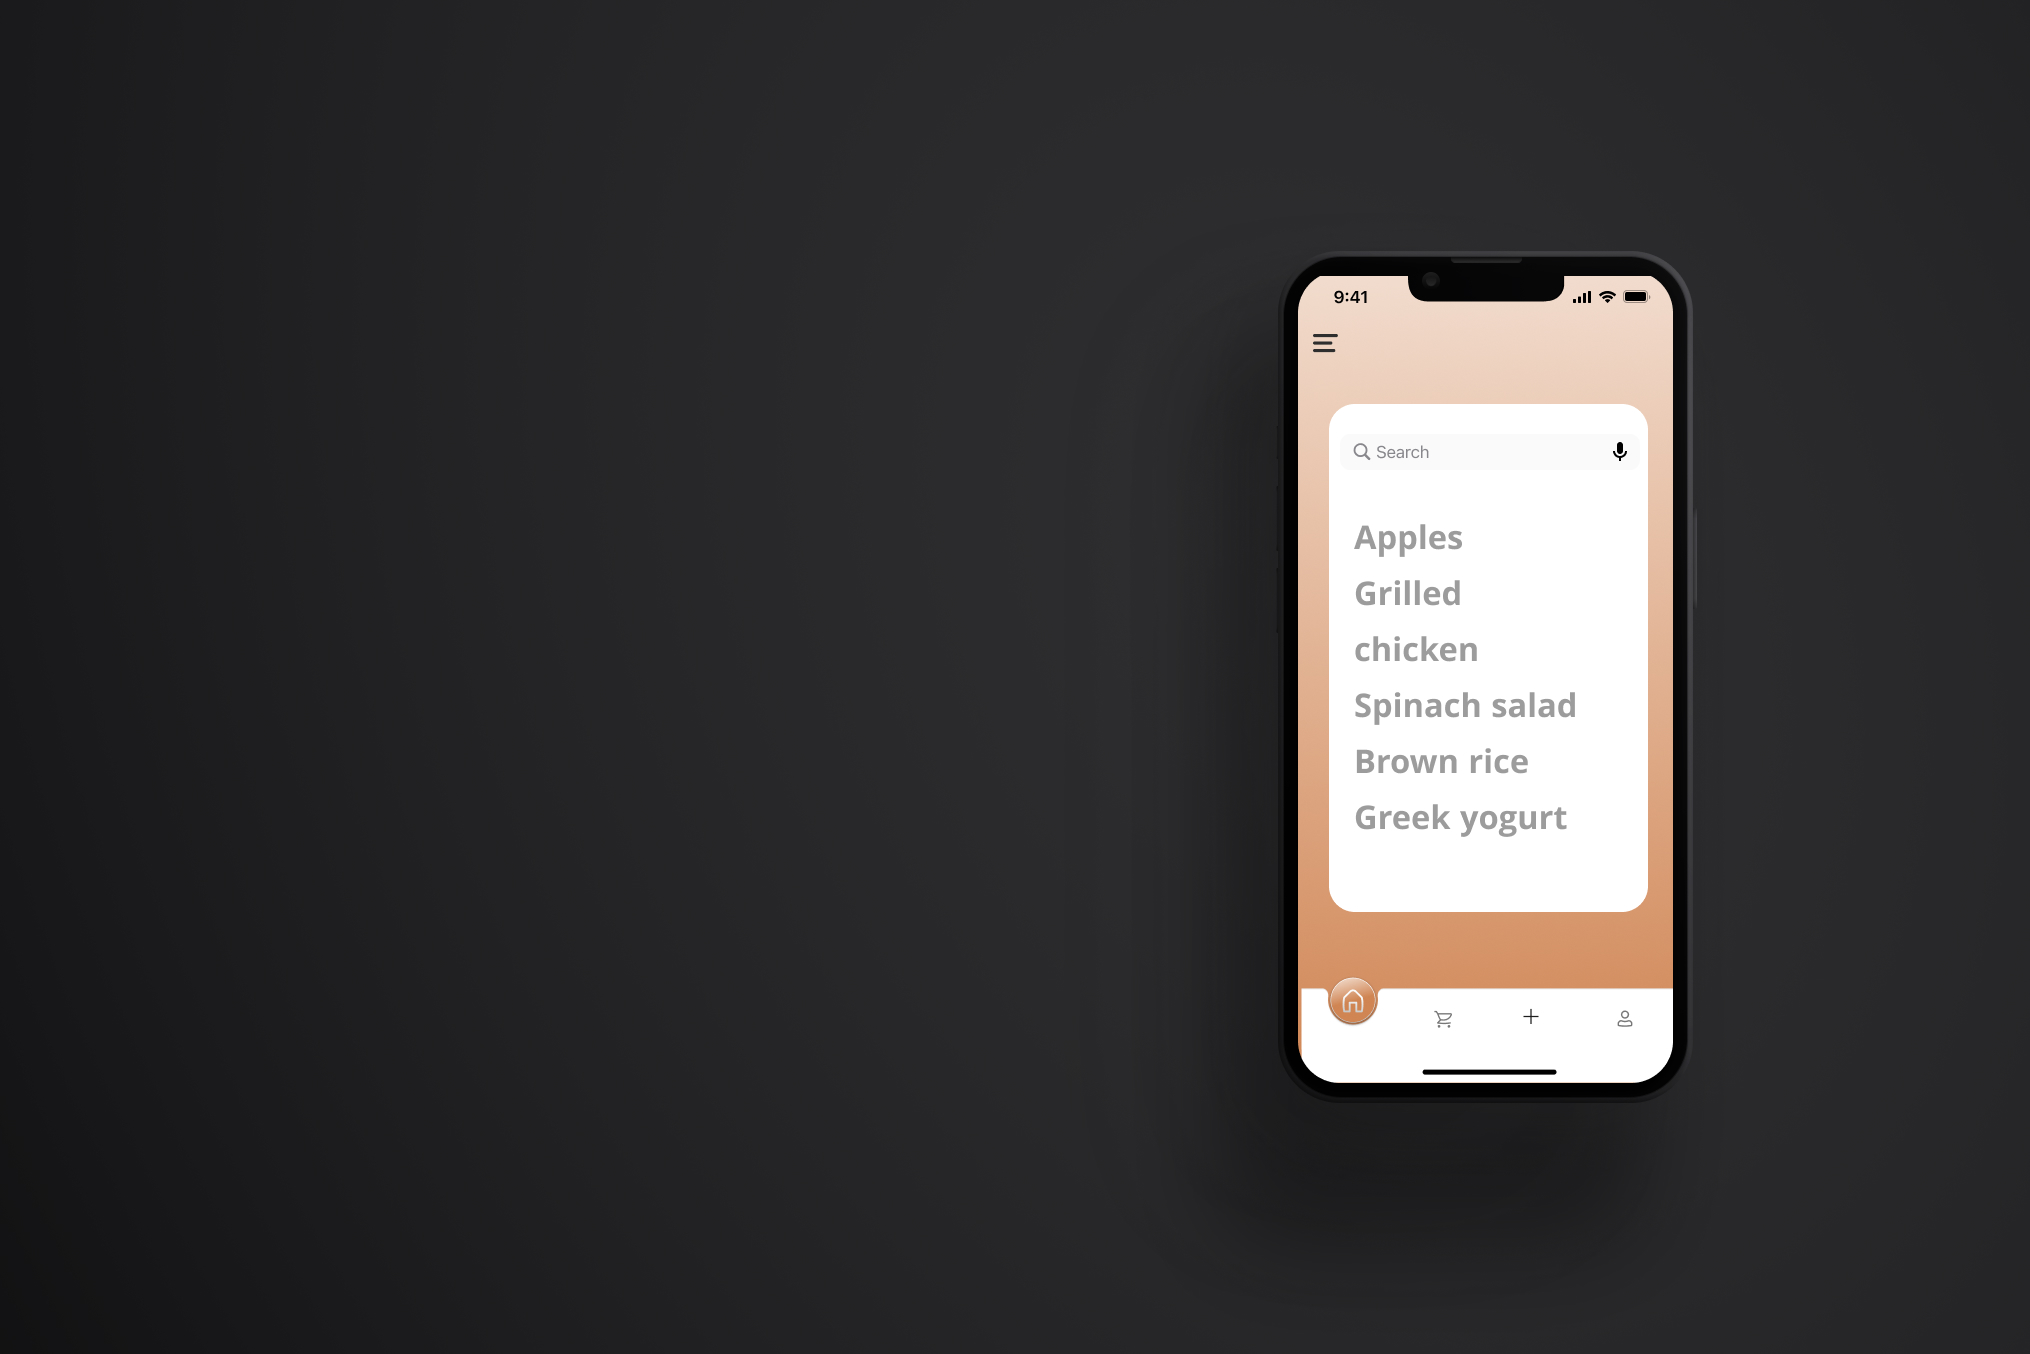 9:41
Search
Apples
Grilled
chicken
Spinach salad
Brown rice
Greek yogurt